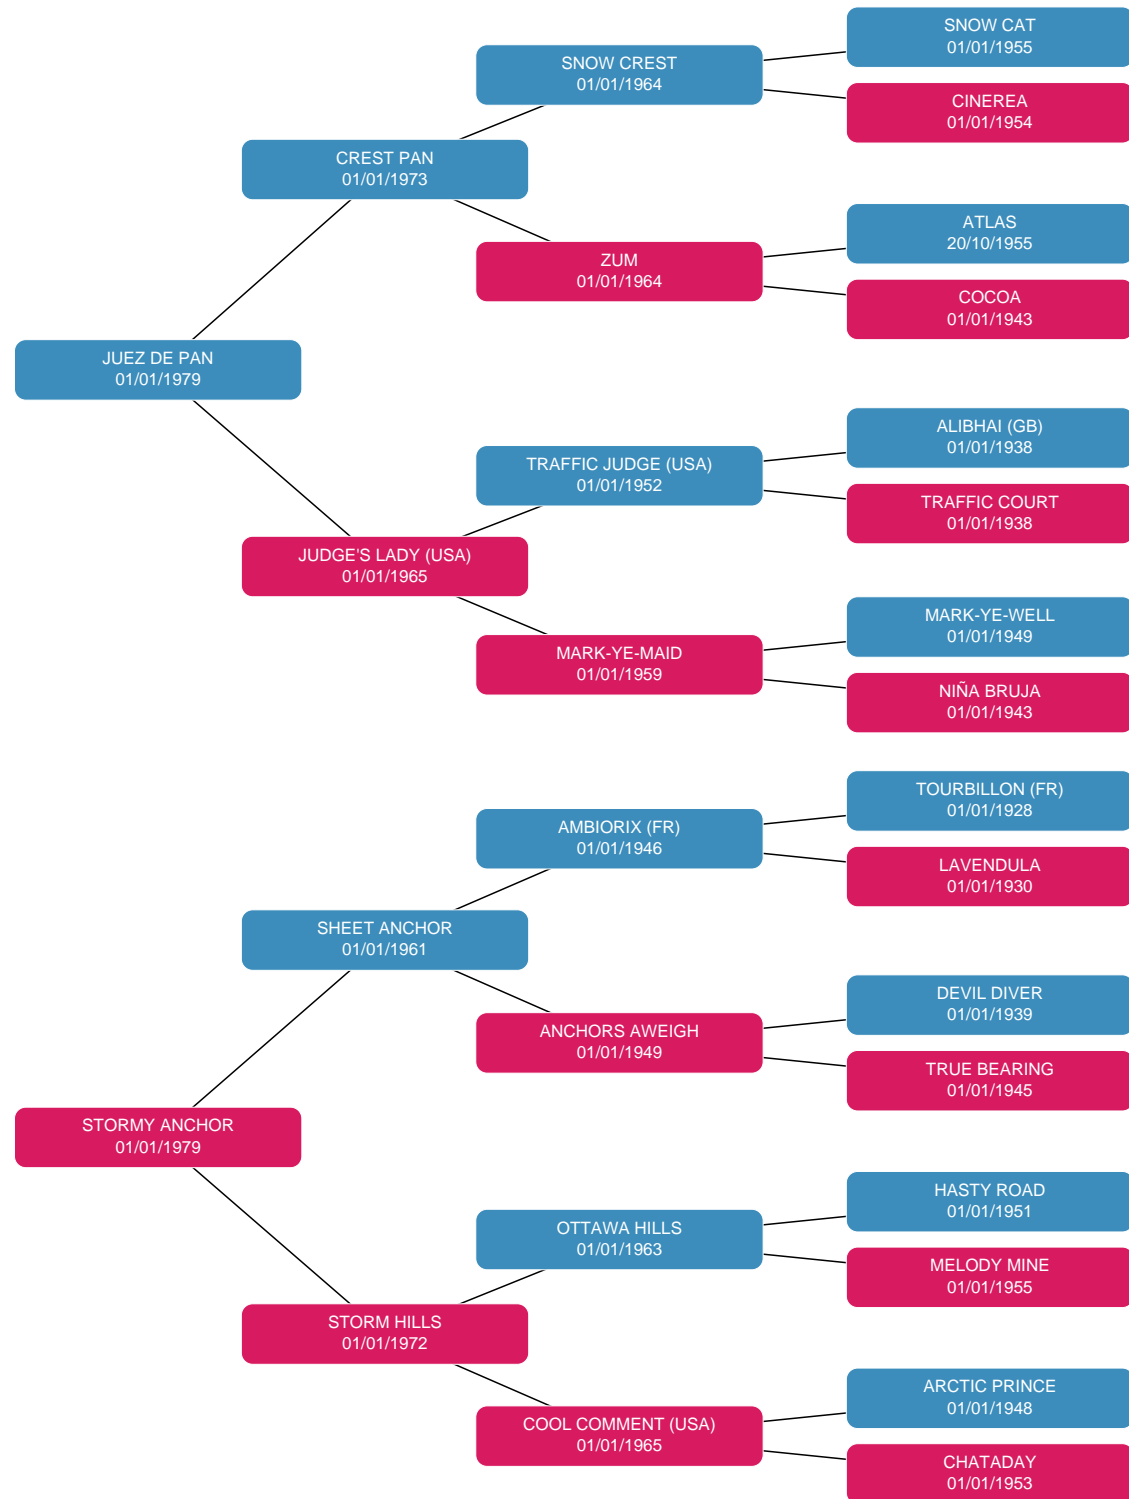 SNOW CAT
01/01/1955
SNOW CREST
01/01/1964
CINEREA
01/01/1954
CREST PAN
01/01/1973
ATLAS
20/10/1955
ZUM
01/01/1964
COCOA
01/01/1943
JUEZ DE PAN
01/01/1979
ALIBHAI (GB)
01/01/1938
TRAFFIC JUDGE (USA)
01/01/1952
TRAFFIC COURT
01/01/1938
JUDGE'S LADY (USA)
01/01/1965
MARK-YE-WELL
01/01/1949
MARK-YE-MAID
01/01/1959
NIÑA BRUJA
01/01/1943
TOURBILLON (FR)
01/01/1928
AMBIORIX (FR)
01/01/1946
LAVENDULA
01/01/1930
SHEET ANCHOR
01/01/1961
DEVIL DIVER
01/01/1939
ANCHORS AWEIGH
01/01/1949
TRUE BEARING
01/01/1945
STORMY ANCHOR
01/01/1979
HASTY ROAD
01/01/1951
OTTAWA HILLS
01/01/1963
MELODY MINE
01/01/1955
STORM HILLS
01/01/1972
ARCTIC PRINCE
01/01/1948
COOL COMMENT (USA)
01/01/1965
CHATADAY
01/01/1953